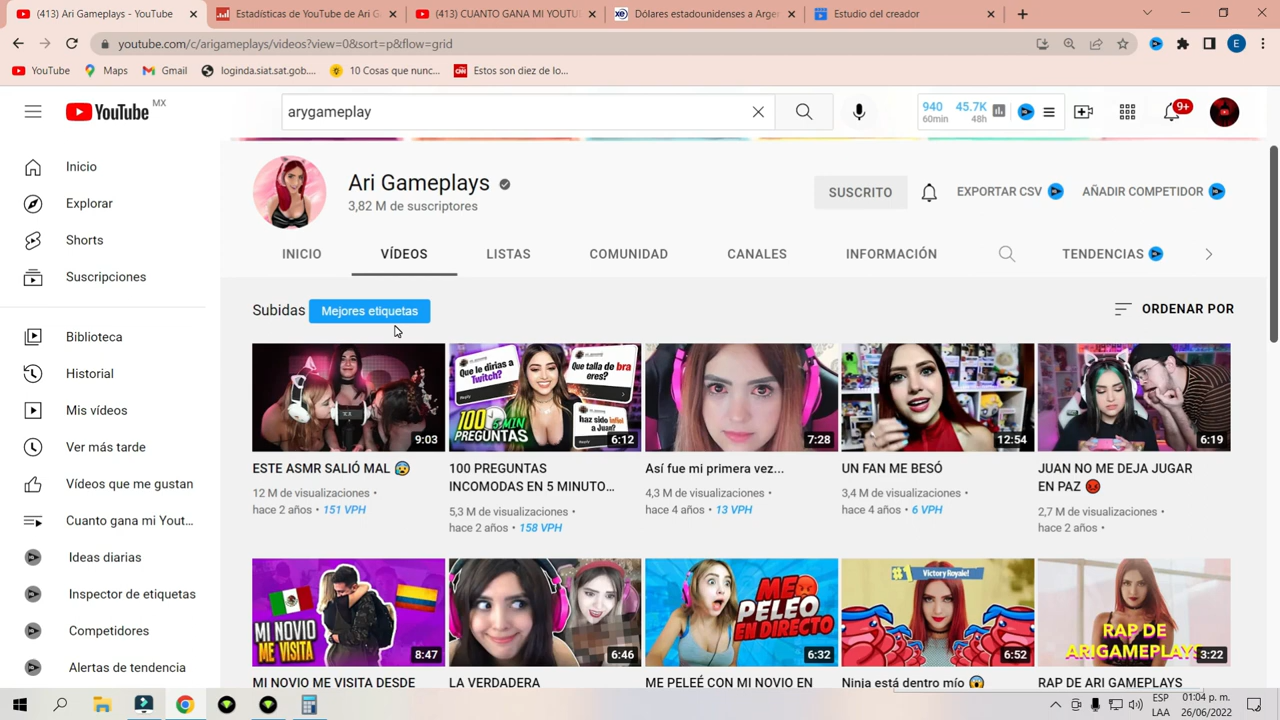 (413) Ari Gameplays - YouTube
Estadísticas de YouTube de Ari G
(413) CUANTO GANA MI YOUTU
Dólares estadounidenses a Arge
Estudio del creador
youtube.com/c/arigameplays/videos?view=0&sort=p&flow=grid
E
YouTube
Maps
Gmail
loginda.siat.sat.gob....
10 Cosas que nunc...
Estos son diez de lo...
YouTube MX
arygameplay
940
60min
45.7K
48h
9+
Inicio
Explorar
Shorts
Suscripciones
Biblioteca
Historial
Mis vídeos
Ver más tarde
Vídeos que me gustan
Cuanto gana mi Yout...
Ideas diarias
Inspector de etiquetas
Competidores
Alertas de tendencia
Ari Gameplays
3,82 M de suscriptores
SUSCRITO
EXPORTAR CSV
AÑADIR COMPETIDOR
INICIO
VÍDEOS
LISTAS
COMUNIDAD
CANALES
INFORMACIÓN
TENDENCIAS
Subidas
Mejores etiquetas
ORDENAR POR
9:03
ESTE ASMR SALIÓ MAL 😰
12 M de visualizaciones •
hace 2 años • 151 VPH
Que le dirias a
Twitch?
Reply
Que talla de bra
eres?
Reply
haz sido infiel
a Juan?
100 5 MIN
PREGUNTAS
6:12
100 PREGUNTAS
INCOMODAS EN 5 MINUTO...
5,3 M de visualizaciones •
hace 2 años • 158 VPH
7:28
Así fue mi primera vez...
4,3 M de visualizaciones •
hace 4 años • 13 VPH
12:54
UN FAN ME BESÓ
3,4 M de visualizaciones •
hace 4 años • 6 VPH
6:19
JUAN NO ME DEJA JUGAR
EN PAZ 😡
2,7 M de visualizaciones •
hace 2 años •
MI NOVIO
ME VISITA
8:47
MI NOVIO ME VISITA DESDE
6:46
LA VERDADERA
ME
PELEO
EN DIRECTO
6:32
ME PELEÉ CON MI NOVIO EN
#1 Victory Royale!
6:52
Ninja está dentro mío 😱
RAP DE
ARIGAMEPLAYS
3:22
RAP DE ARI GAMEPLAYS
ESP
LAA
01:04 p. m.
26/06/2022